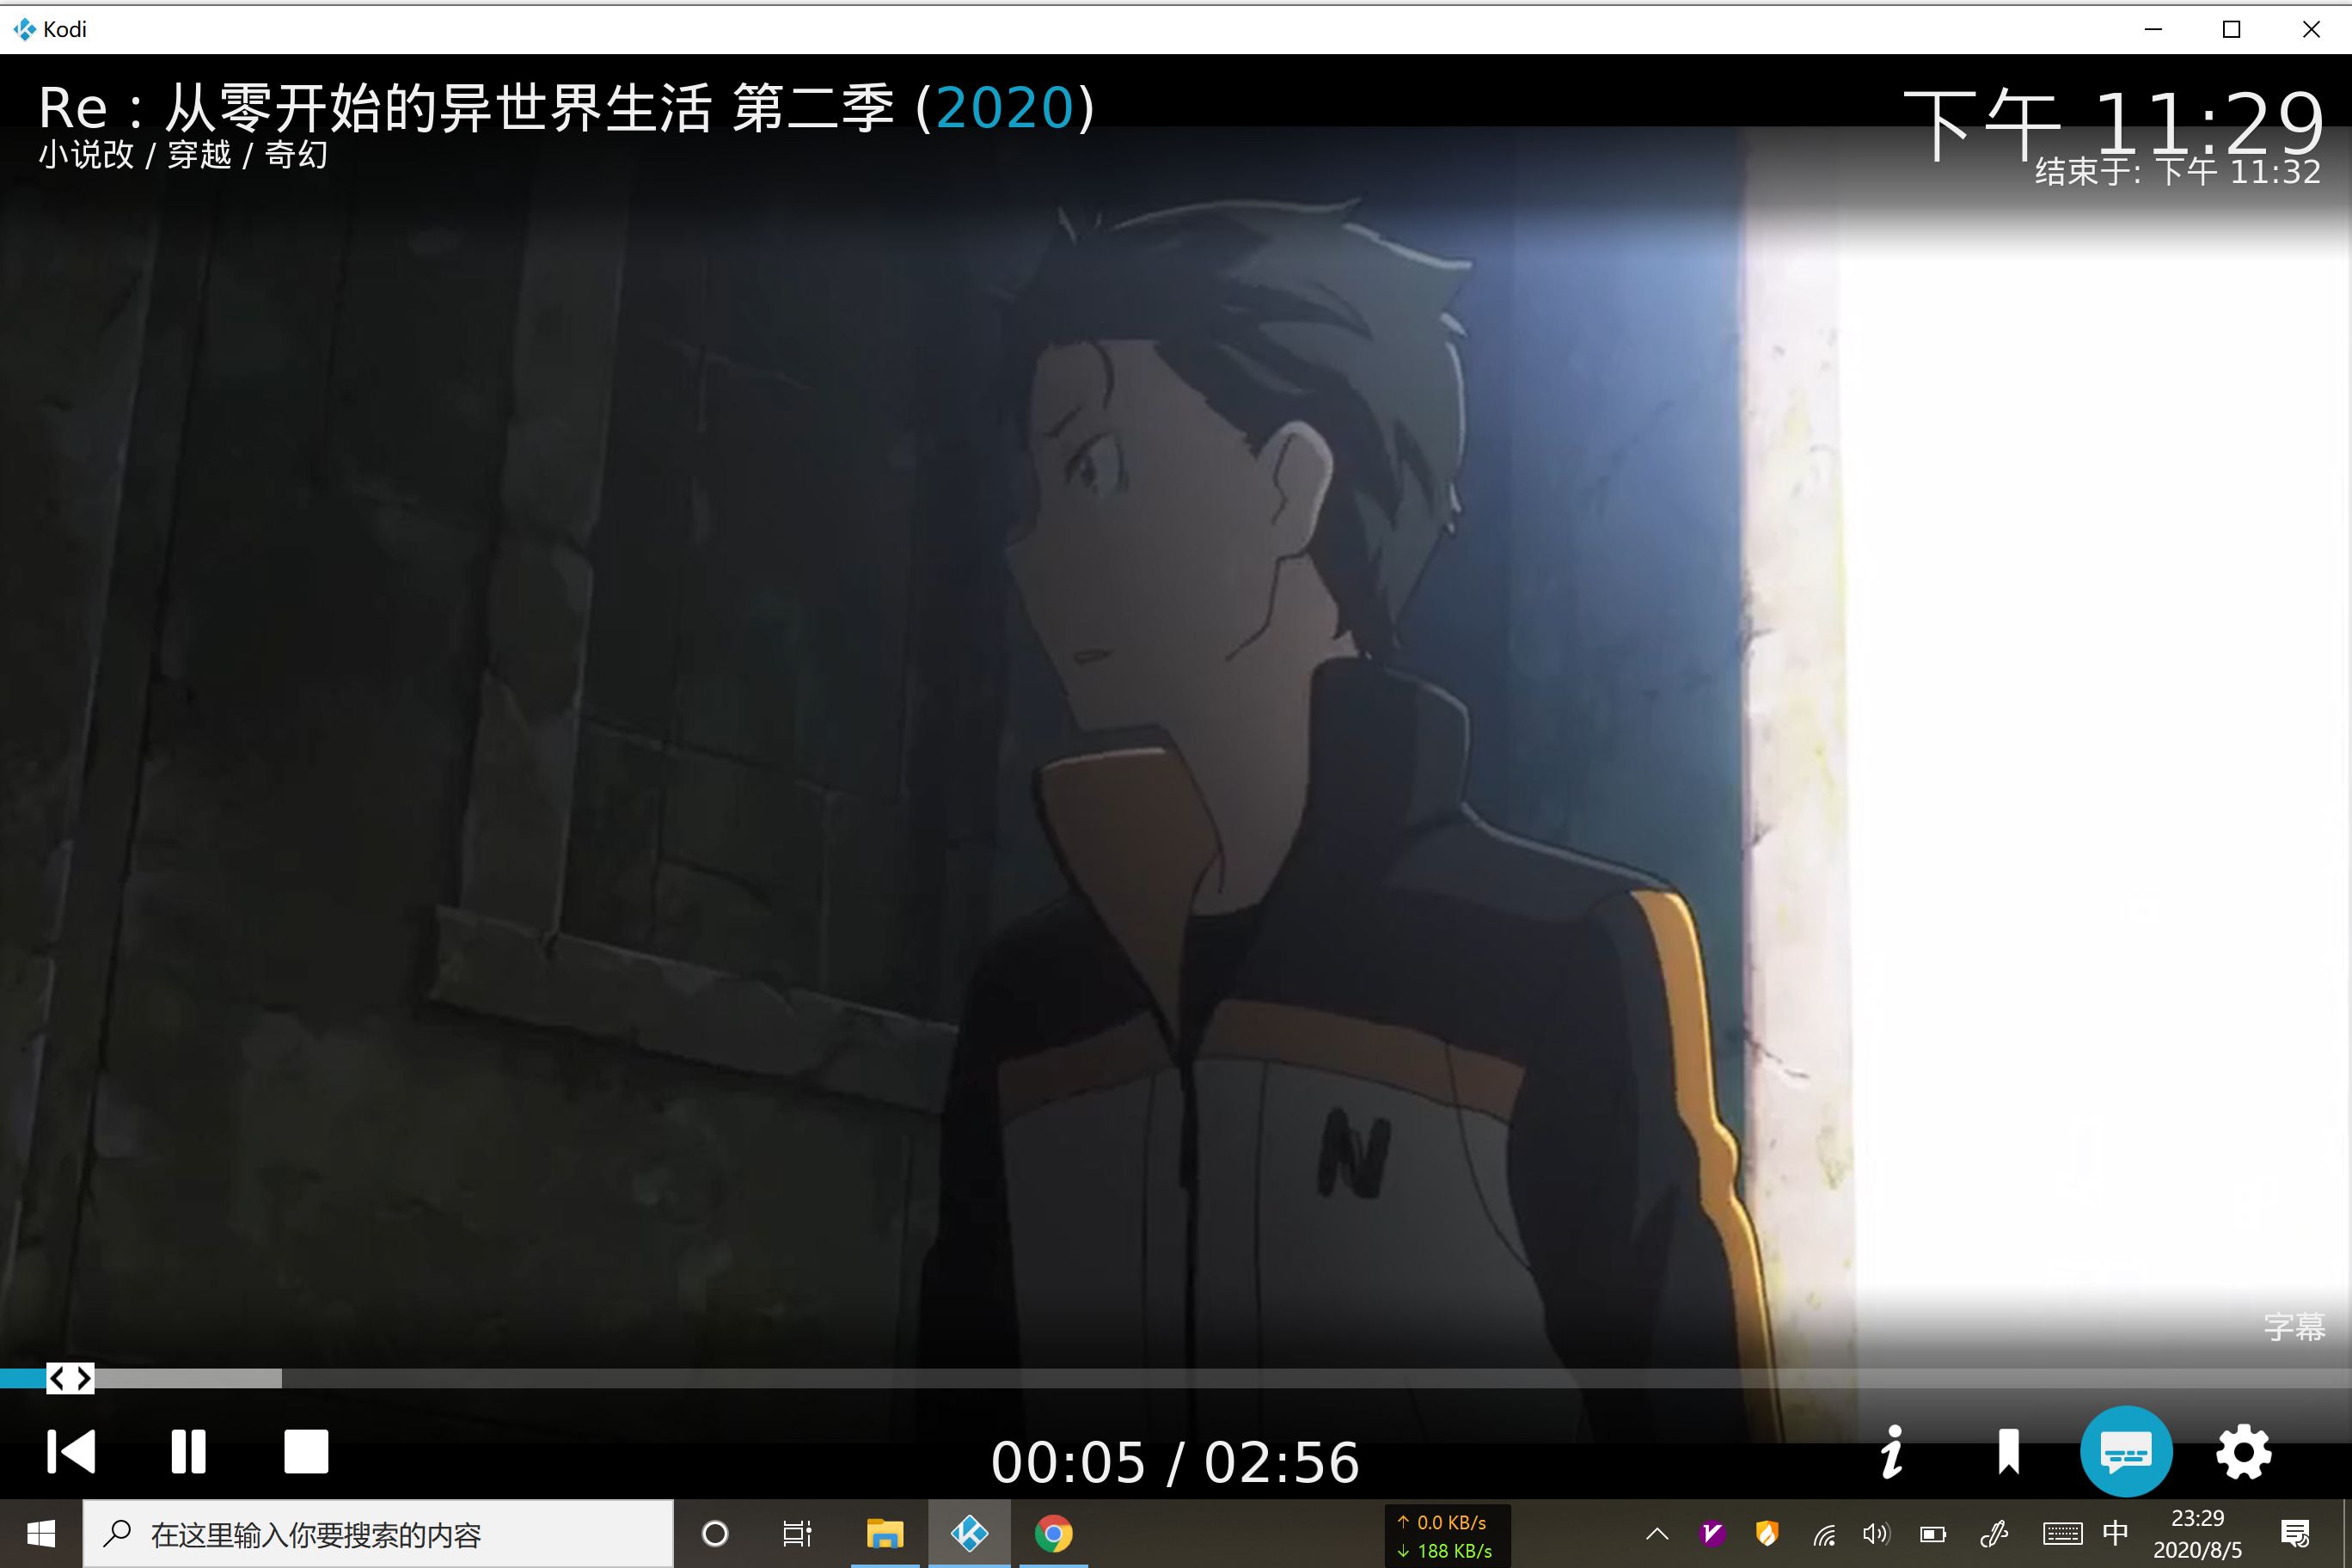 Kodi
Re：从零开始的异世界生活 第二季 (2020)
小说改 / 穿越 / 奇幻
下午 11:29
结束于: 下午 11:32
N
字幕
00:05 / 02:56
在这里输入你要搜索的内容
↑ 0.0 KB/s
↓ 188 KB/s
中
23:29
2020/8/5